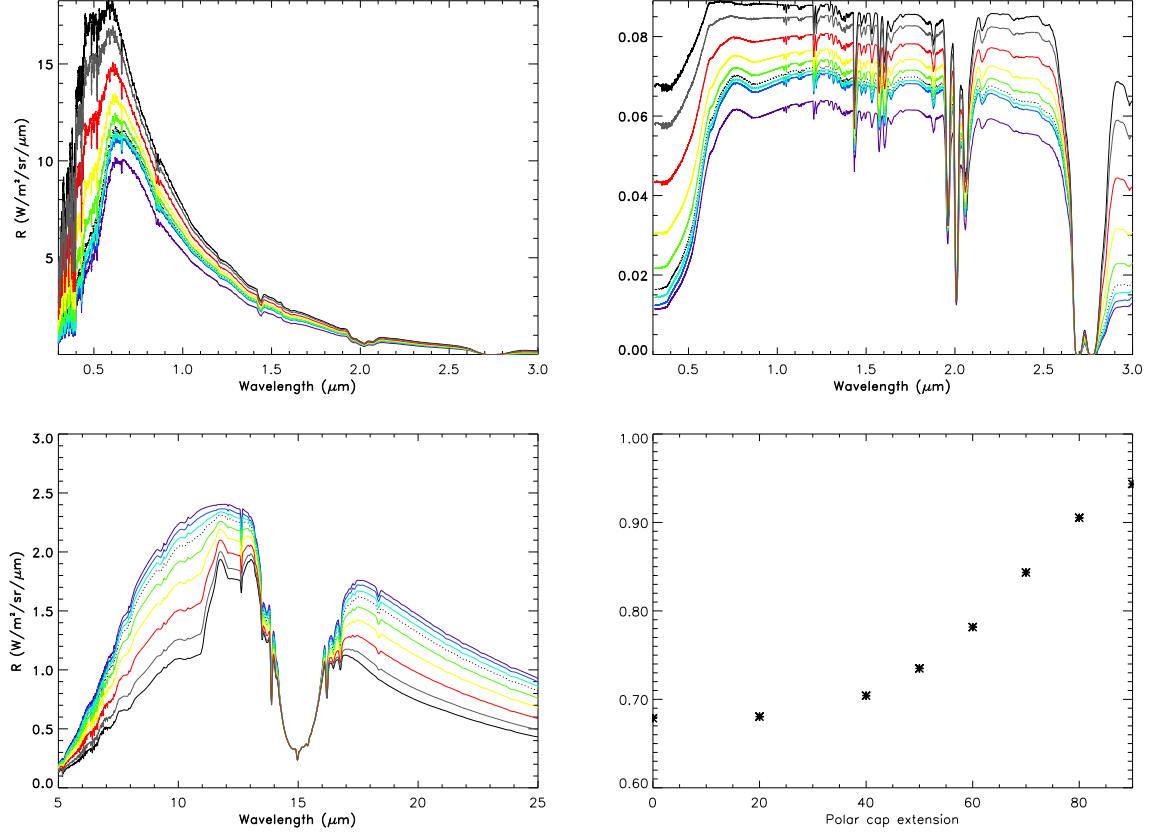 15
10
5
R (W/m²/sr/μm)
0.5 1.0 1.5 2.0 2.5 3.0
Wavelength (μm)
0.08
0.06
0.04
0.02
0.00
0.5 1.0 1.5 2.0 2.5 3.0
Wavelength (μm)
3.0
2.5
2.0
1.5
1.0
0.5
0.0
R (W/m²/sr/μm)
5 10 15 20 25
Wavelength (μm)
1.00
0.90
0.80
0.70
0.60
0 20 40 60 80
Polar cap extension